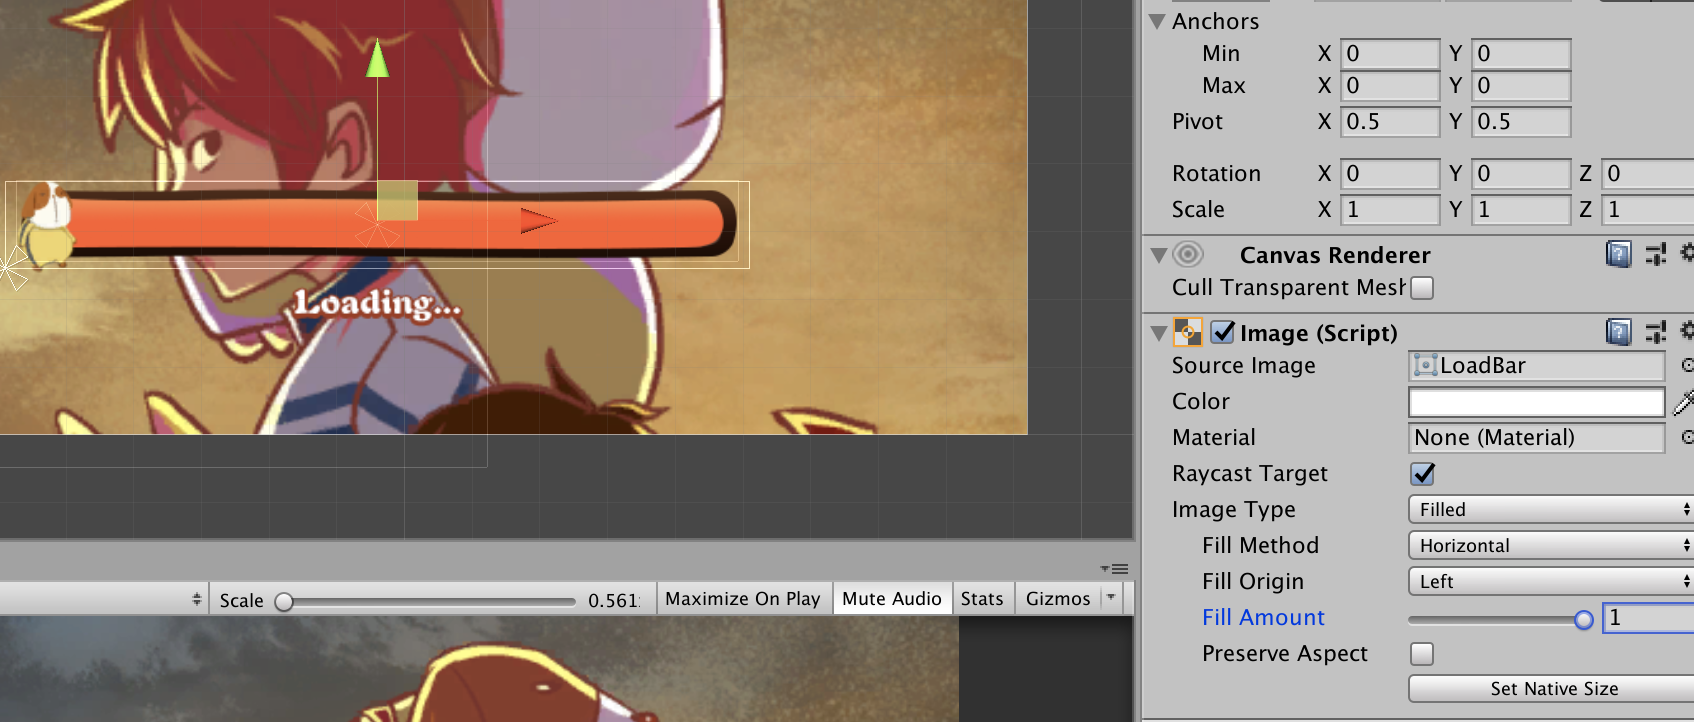 Anchors
Min X 0 Y 0
Max X 0 Y 0
Pivot X 0.5 Y 0.5
Rotation X 0 Y 0 Z 0
Scale X 1 Y 1 Z 1
Canvas Renderer
Cull Transparent Mesh
Image (Script)
Source Image LoadBar
Color
Material None (Material)
Raycast Target
Image Type Filled
Fill Method Horizontal
Fill Origin Left
Fill Amount 1
Preserve Aspect
Set Native Size
Loading...
Scale 0.561 Maximize On Play Mute Audio Stats Gizmos